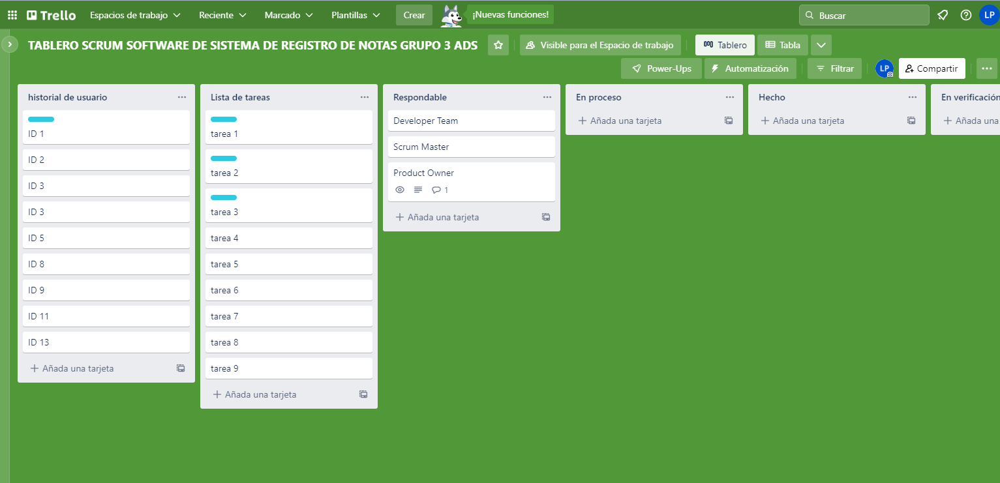 Trello Espacios de trabajo Reciente Marcado Plantillas Crear ¡Nuevas funciones! Buscar LP
TABLERO SCRUM SOFTWARE DE SISTEMA DE REGISTRO DE NOTAS GRUPO 3 ADS Visible para el Espacio de trabajo Tablero Tabla
Power-Ups Automatización Filtrar LP Compartir
historial de usuario
ID 1
ID 2
ID 3
ID 3
ID 5
ID 8
ID 9
ID 11
ID 13
Añada una tarjeta
Lista de tareas
tarea 1
tarea 2
tarea 3
tarea 4
tarea 5
tarea 6
tarea 7
tarea 8
tarea 9
Añada una tarjeta
Respondable
Developer Team
Scrum Master
Product Owner
1
Añada una tarjeta
En proceso
Añada una tarjeta
Hecho
Añada una tarjeta
En verificación
Añada una